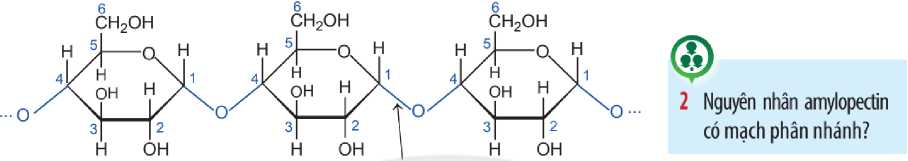 6 6 6
CH₂OH CH₂OH CH₂OH
H 5 O H H 5 O H H 5 O H
4 H 1 4 H 1 4 H 1
OH H OH H OH H
... O O O O ...
3 2 3 2 3 2
H OH H OH H OH
2 Nguyên nhân amylopectin
có mạch phân nhánh?